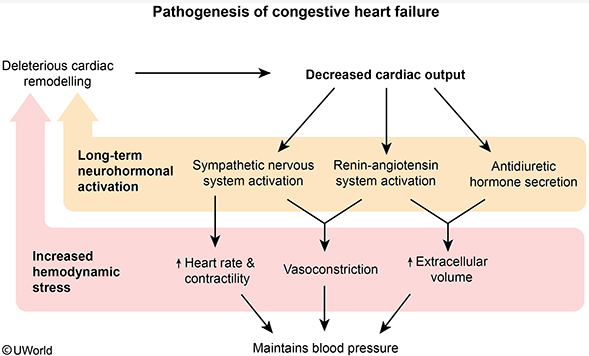 Pathogenesis of congestive heart failure
Deleterious cardiac
remodelling
Decreased cardiac output
Long-term
neurohormonal
activation
Sympathetic nervous
system activation
Renin-angiotensin
system activation
Antidiuretic
hormone secretion
Increased
hemodynamic
stress
↑ Heart rate &
contractility
Vasoconstriction
↑ Extracellular
volume
Maintains blood pressure
©UWorld